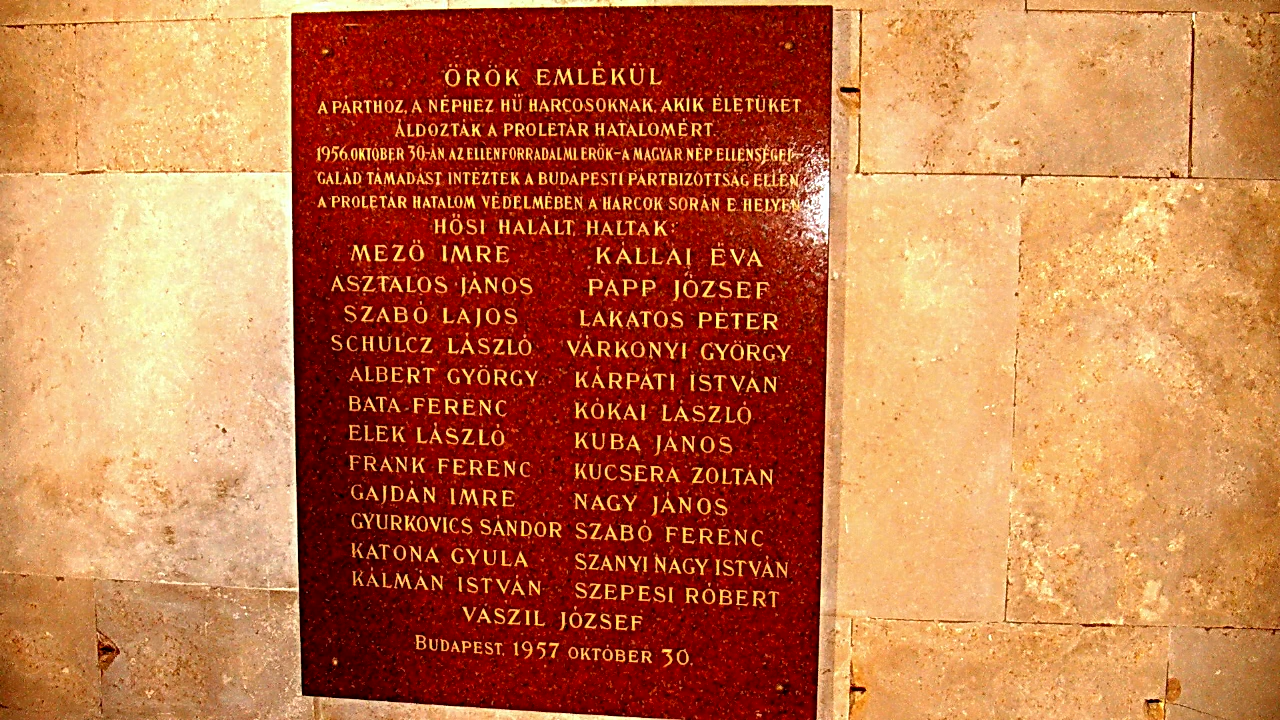 ÖRÖK EMLÉKÜL
A PÁRTHOZ, A NÉPHEZ HŰ HARCOSOKNAK, AKIK ÉLETÜKET
ÁLDOZTÁK A PROLETÁR HATALOMÉRT.
1956. OKTÓBER 30-ÁN, AZ ELLENFORRADALMI ERŐK – A MAGYAR NÉP ELLENSÉGEI –
GALÁD TÁMADÁST INTÉZTEK A BUDAPESTI PÁRTBIZOTTSÁG ELLEN.
A PROLETÁR HATALOM VÉDELMÉBEN A HARCOK SORÁN E HELYEN
HŐSI HALÁLT HALTAK:
MEZŐ IMRE KÁLLAI ÉVA
ASZTALOS JÁNOS PAPP JÓZSEF
SZABÓ LAJOS LAKATOS PÉTER
SCHULCZ LÁSZLÓ VÁRKONYI GYÖRGY
ALBERT GYÖRGY KÁRPÁTI ISTVÁN
BATA FERENC KÓKAI LÁSZLÓ
ELEK LÁSZLÓ KUBA JÁNOS
FRANK FERENC KUCSERA ZOLTÁN
GAJDÁN IMRE NAGY JÁNOS
GYURKOVICS SÁNDOR SZABÓ FERENC
KATONA GYULA SZANYI NAGY ISTVÁN
KÁLMÁN ISTVÁN SZEPESI RÓBERT
VÁSZIL JÓZSEF
BUDAPEST, 1957 OKTÓBER 30.